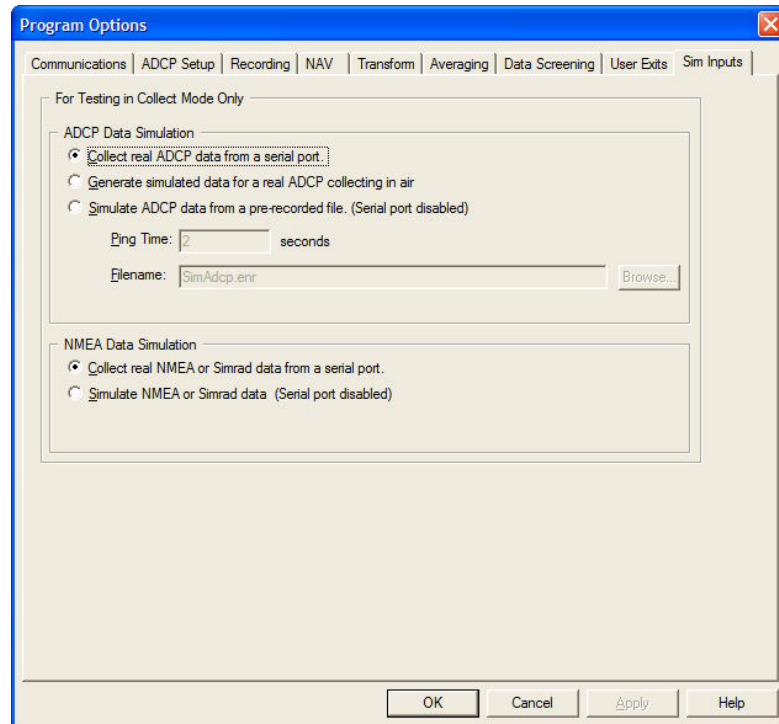 Program Options
Communications ADCP Setup Recording NAV Transform Averaging Data Screening User Exits Sim Inputs
For Testing in Collect Mode Only
ADCP Data Simulation
Collect real ADCP data from a serial port.
Generate simulated data for a real ADCP collecting in air
Simulate ADCP data from a pre-recorded file. (Serial port disabled)
Ping Time: 2 seconds
Filename: SimAdcp.enr Browse...
NMEA Data Simulation
Collect real NMEA or Simrad data from a serial port.
Simulate NMEA or Simrad data (Serial port disabled)
OK Cancel Apply Help